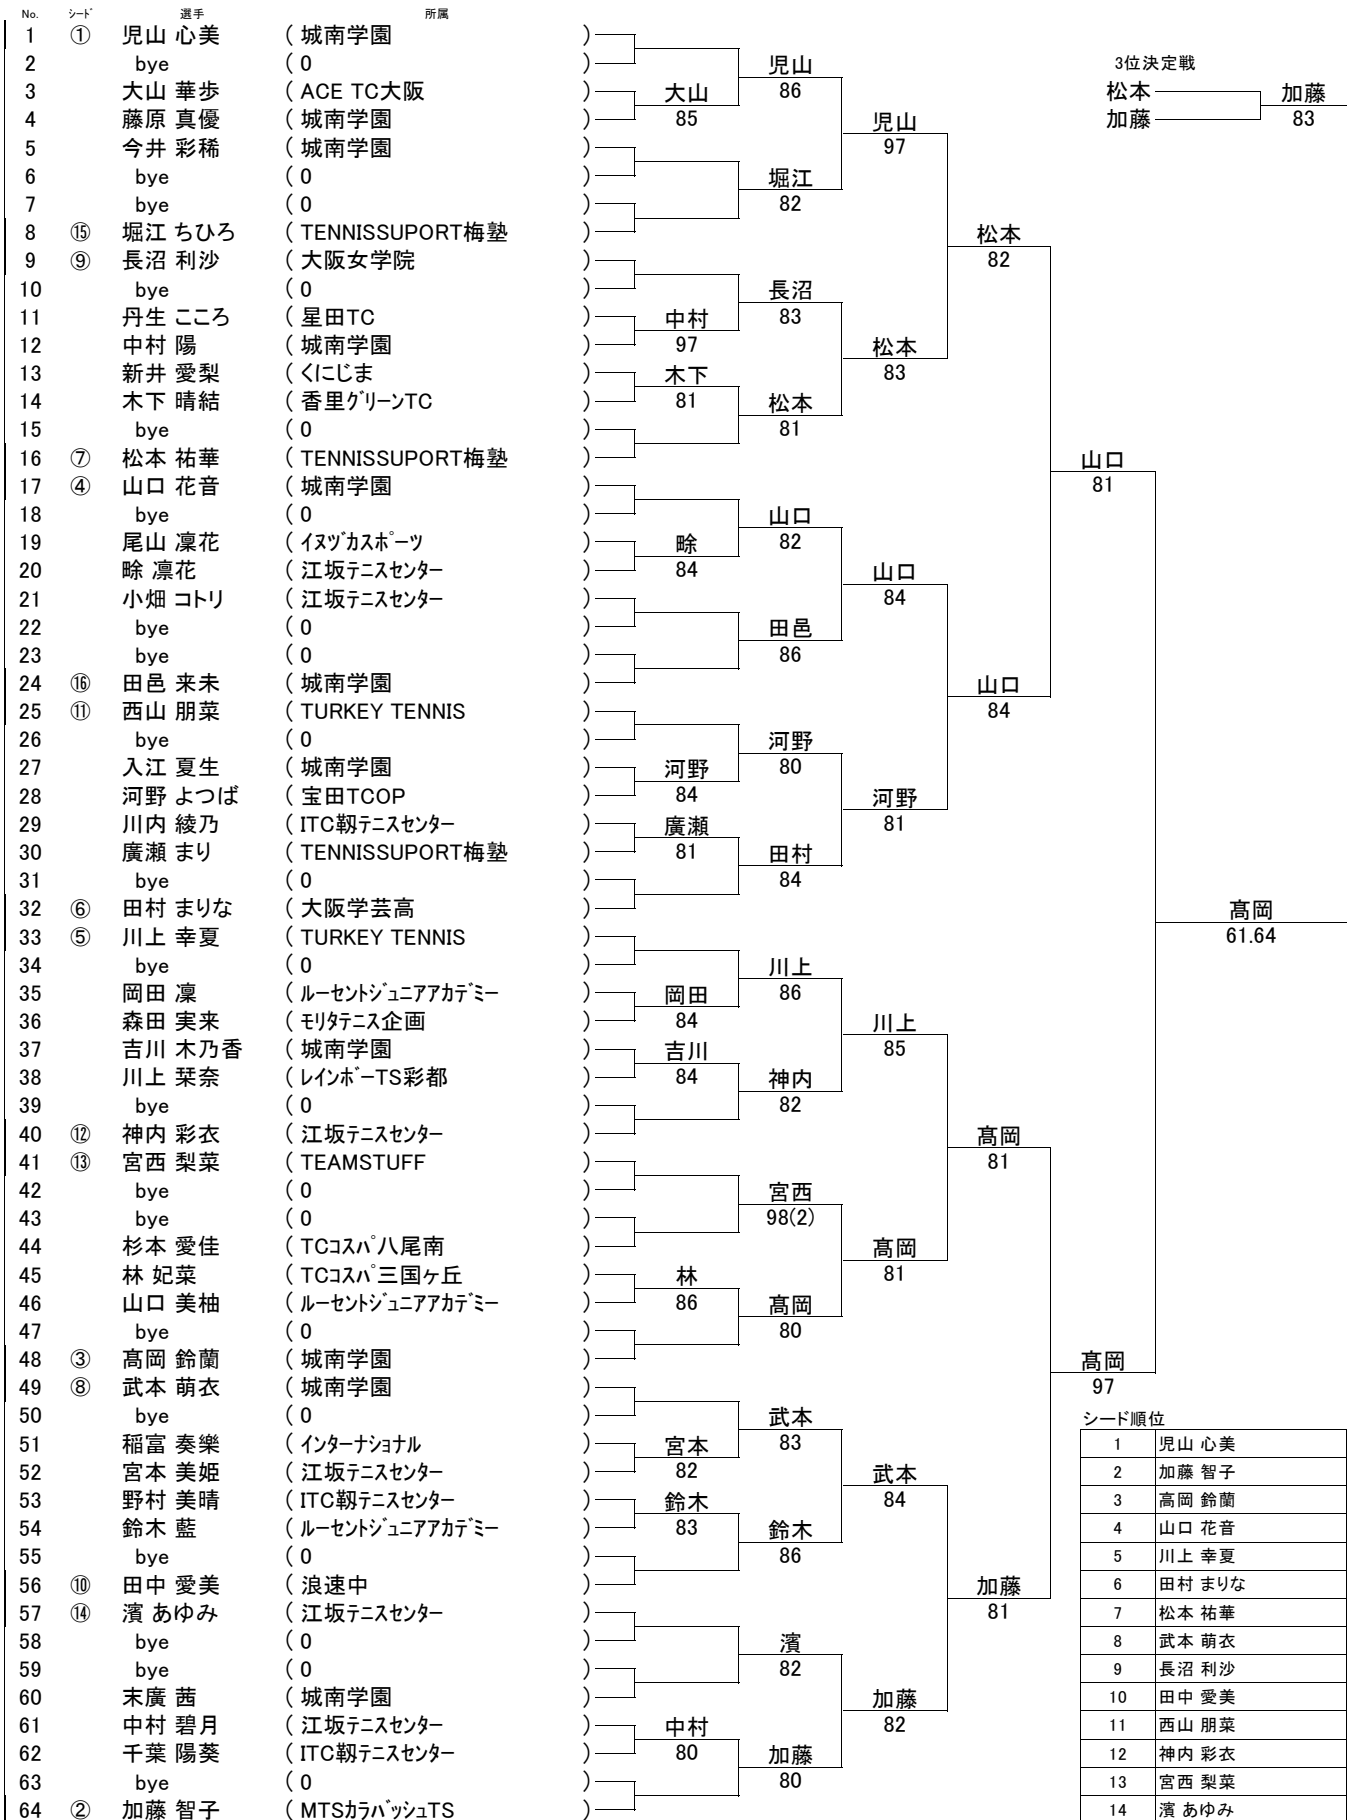 No. シード 選手 所属
1 ① 児山 心美 ( 城南学園 )
2 bye ( 0 ) 児山 3位決定戦
3 大山 華歩 ( ACE TC大阪 ) 大山 86 松本 加藤
4 藤原 真優 ( 城南学園 ) 85 児山 加藤 83
5 今井 彩稀 ( 城南学園 ) 97
6 bye ( 0 ) 堀江
7 bye ( 0 ) 82
8 ⑮ 堀江 ちひろ ( TENNISSUPORT梅塾 ) 松本
9 ⑨ 長沼 利沙 ( 大阪女学院 ) 82
10 bye ( 0 ) 長沼
11 丹生 こころ ( 星田TC ) 中村 83
12 中村 陽 ( 城南学園 ) 97 松本
13 新井 愛梨 ( くにじま ) 木下 83
14 木下 晴結 ( 香里グリーンTC ) 81 松本
15 bye ( 0 ) 81
16 ⑦ 松本 祐華 ( TENNISSUPORT梅塾 ) 山口
17 ④ 山口 花音 ( 城南学園 ) 81
18 bye ( 0 ) 山口
19 尾山 凜花 ( イヌヅカスポーツ ) 畭 82
20 畭 凛花 ( 江坂テニスセンター ) 84 山口
21 小畑 コトリ ( 江坂テニスセンター ) 84
22 bye ( 0 ) 田邑
23 bye ( 0 ) 86
24 ⑯ 田邑 来未 ( 城南学園 ) 山口
25 ⑪ 西山 朋菜 ( TURKEY TENNIS ) 84
26 bye ( 0 ) 河野
27 入江 夏生 ( 城南学園 ) 河野 80
28 河野 よつば ( 宝田TCOP ) 84 河野
29 川内 綾乃 ( ITC靱テニスセンター ) 廣瀬 81
30 廣瀬 まり ( TENNISSUPORT梅塾 ) 81 田村
31 bye ( 0 ) 84
32 ⑥ 田村 まりな ( 大阪学芸高 ) 髙岡
33 ⑤ 川上 幸夏 ( TURKEY TENNIS ) 61.64
34 bye ( 0 ) 川上
35 岡田 凜 ( ルーセントジュニアアカデミー ) 岡田 86
36 森田 実来 ( モリタテニス企画 ) 84 川上
37 吉川 木乃香 ( 城南学園 ) 吉川 85
38 川上 栞奈 ( レインボーTS彩都 ) 84 神内
39 bye ( 0 ) 82
40 ⑫ 神内 彩衣 ( 江坂テニスセンター ) 髙岡
41 ⑬ 宮西 梨菜 ( TEAMSTUFF ) 81
42 bye ( 0 ) 宮西
43 bye ( 0 ) 98(2)
44 杉本 愛佳 ( TCコスパ八尾南 ) 髙岡
45 林 妃菜 ( TCコスパ三国ヶ丘 ) 林 81
46 山口 美柚 ( ルーセントジュニアアカデミー ) 86 髙岡
47 bye ( 0 ) 80
48 ③ 髙岡 鈴蘭 ( 城南学園 ) 髙岡
49 ⑧ 武本 萌衣 ( 城南学園 ) 97
50 bye ( 0 ) 武本 シード順位
51 稲富 奏樂 ( インターナショナル ) 宮本 83 1 児山 心美
52 宮本 美姫 ( 江坂テニスセンター ) 82 武本 2 加藤 智子
53 野村 美晴 ( ITC靱テニスセンター ) 鈴木 84 3 高岡 鈴蘭
54 鈴木 藍 ( ルーセントジュニアアカデミー ) 83 鈴木 4 山口 花音
55 bye ( 0 ) 86 5 川上 幸夏
56 ⑩ 田中 愛美 ( 浪速中 ) 加藤 6 田村 まりな
57 ⑭ 濱 あゆみ ( 江坂テニスセンター ) 81 7 松本 祐華
58 bye ( 0 ) 濱 8 武本 萌衣
59 bye ( 0 ) 82 9 長沼 利沙
60 末廣 茜 ( 城南学園 ) 加藤 10 田中 愛美
61 中村 碧月 ( 江坂テニスセンター ) 中村 82 11 西山 朋菜
62 千葉 陽葵 ( ITC靱テニスセンター ) 80 加藤 12 神内 彩衣
63 bye ( 0 ) 80 13 宮西 梨菜
64 ② 加藤 智子 ( MTSカラバッシュTS ) 14 濱 あゆみ